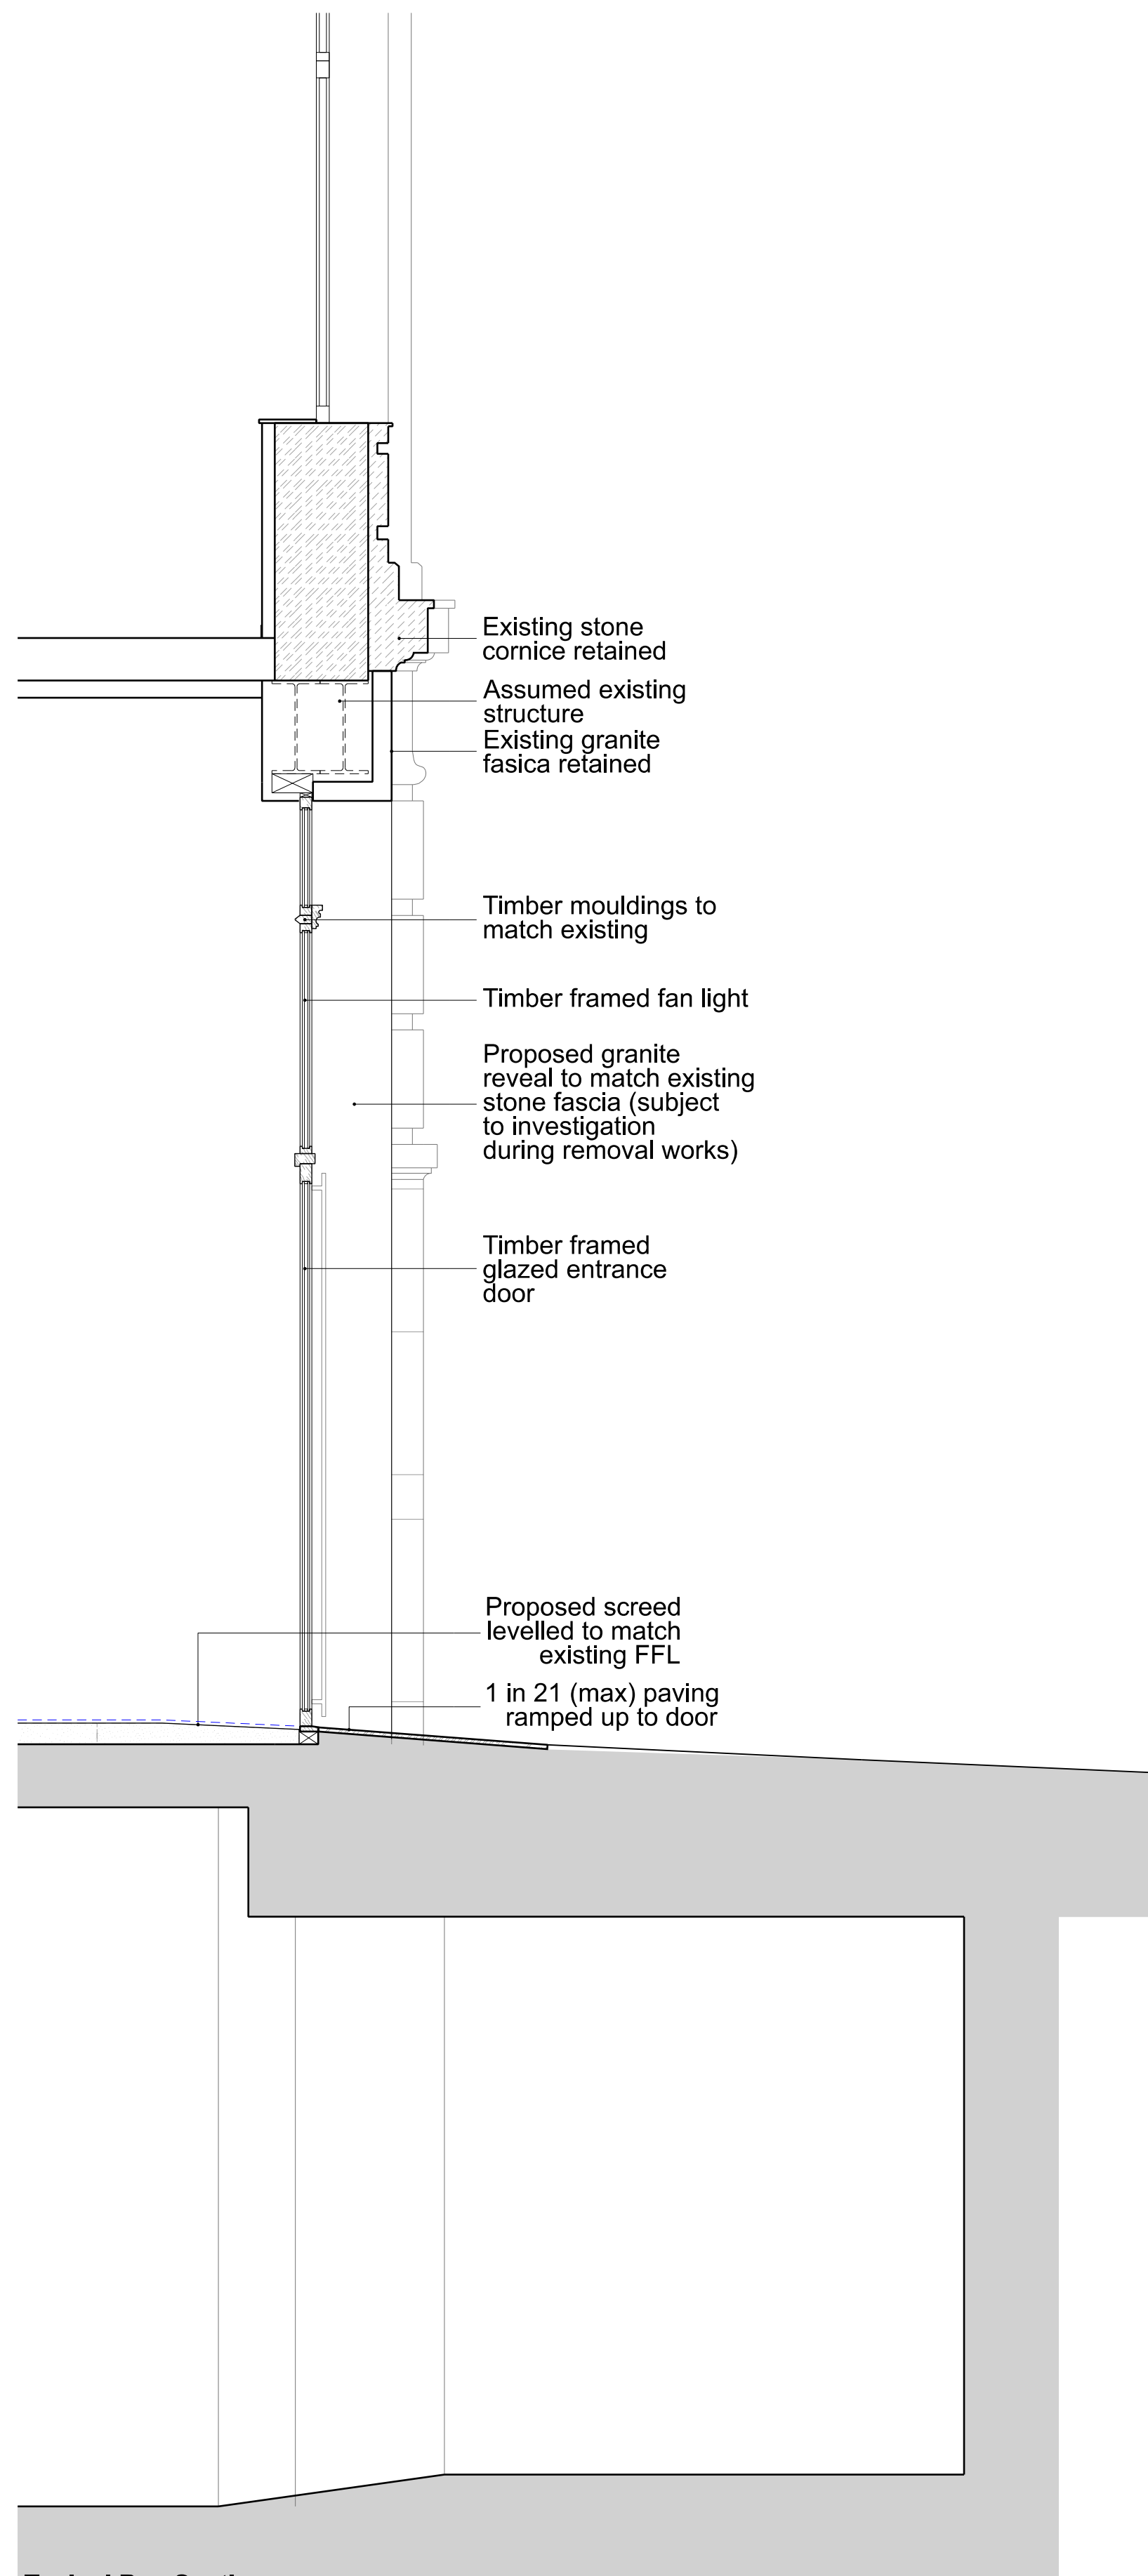 Existing stone
cornice retained
Assumed existing
structure
Existing granite
fasica retained
Timber mouldings to
match existing
Timber framed fan light
Proposed granite
reveal to match existing
stone fascia (subject
to investigation
during removal works)
Timber framed
glazed entrance
door
Proposed screed
levelled to match
existing FFL
1 in 21 (max) paving
ramped up to door